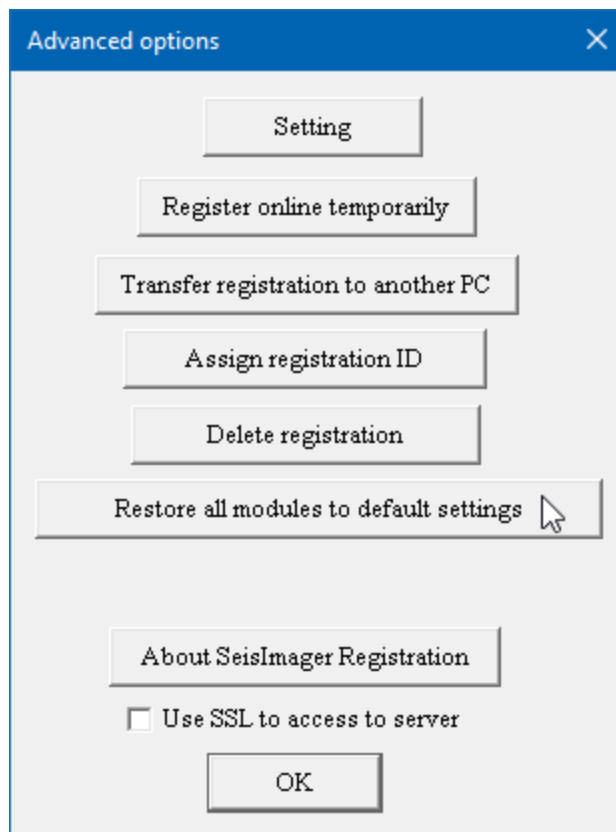 Advanced options
Setting
Register online temporarily
Transfer registration to another PC
Assign registration ID
Delete registration
Restore all modules to default settings
About SeisImager Registration
Use SSL to access to server
OK